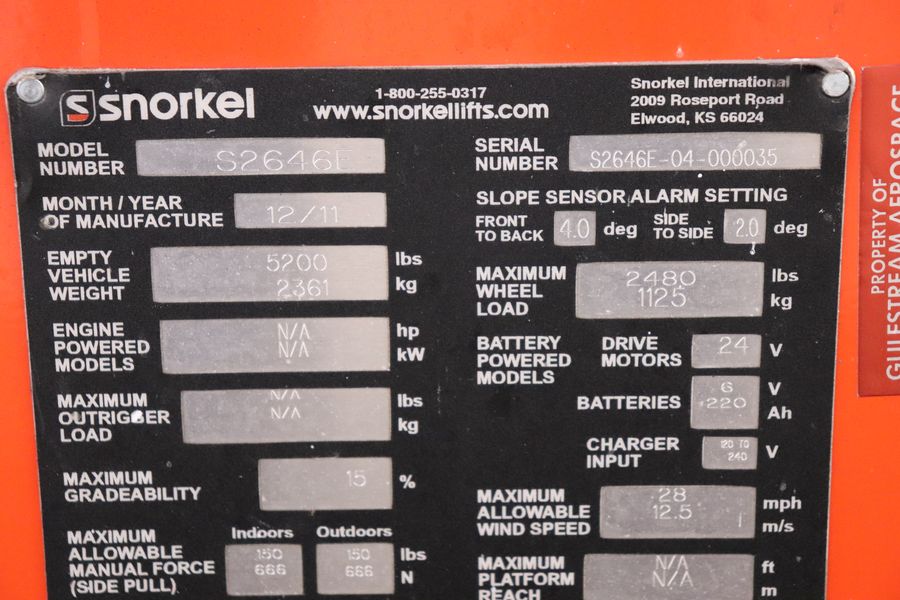 snorkel
1-800-255-0317
www.snorkellifts.com
Snorkel International
2009 Roseport Road
Elwood, KS 66024
MODEL
NUMBER
S2646E
MONTH / YEAR
OF MANUFACTURE
12/11
EMPTY
VEHICLE
WEIGHT
5200 lbs
2361 kg
ENGINE
POWERED
MODELS
N/A hp
N/A kW
MAXIMUM
OUTRIGGER
LOAD
N/A lbs
N/A kg
MAXIMUM
GRADEABILITY
15 %
MAXIMUM
ALLOWABLE
MANUAL FORCE
(SIDE PULL)
Indoors Outdoors
150 150 lbs
666 666 N
SERIAL
NUMBER
S2646E-04-000035
SLOPE SENSOR ALARM SETTING
FRONT
TO BACK
4.0 deg
SIDE
TO SIDE
2.0 deg
MAXIMUM
WHEEL
LOAD
2480 lbs
1125 kg
BATTERY
POWERED
MODELS
DRIVE
MOTORS
24 V
BATTERIES
6 V
220 Ah
CHARGER
INPUT
120 TO
240
V
MAXIMUM
ALLOWABLE
WIND SPEED
28 mph
12.5 m/s
MAXIMUM
PLATFORM
REACH
N/A ft
N/A m
PROPERTY OF
GULFSTREAM AEROSPACE